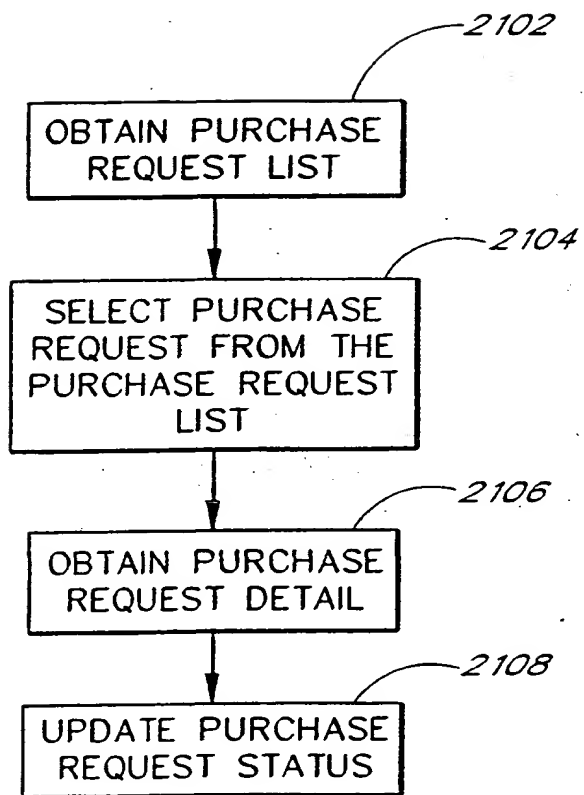 2102
OBTAIN PURCHASE
REQUEST LIST
2104
SELECT PURCHASE
REQUEST FROM THE
PURCHASE REQUEST
LIST
2106
OBTAIN PURCHASE
REQUEST DETAIL
2108
UPDATE PURCHASE
REQUEST STATUS